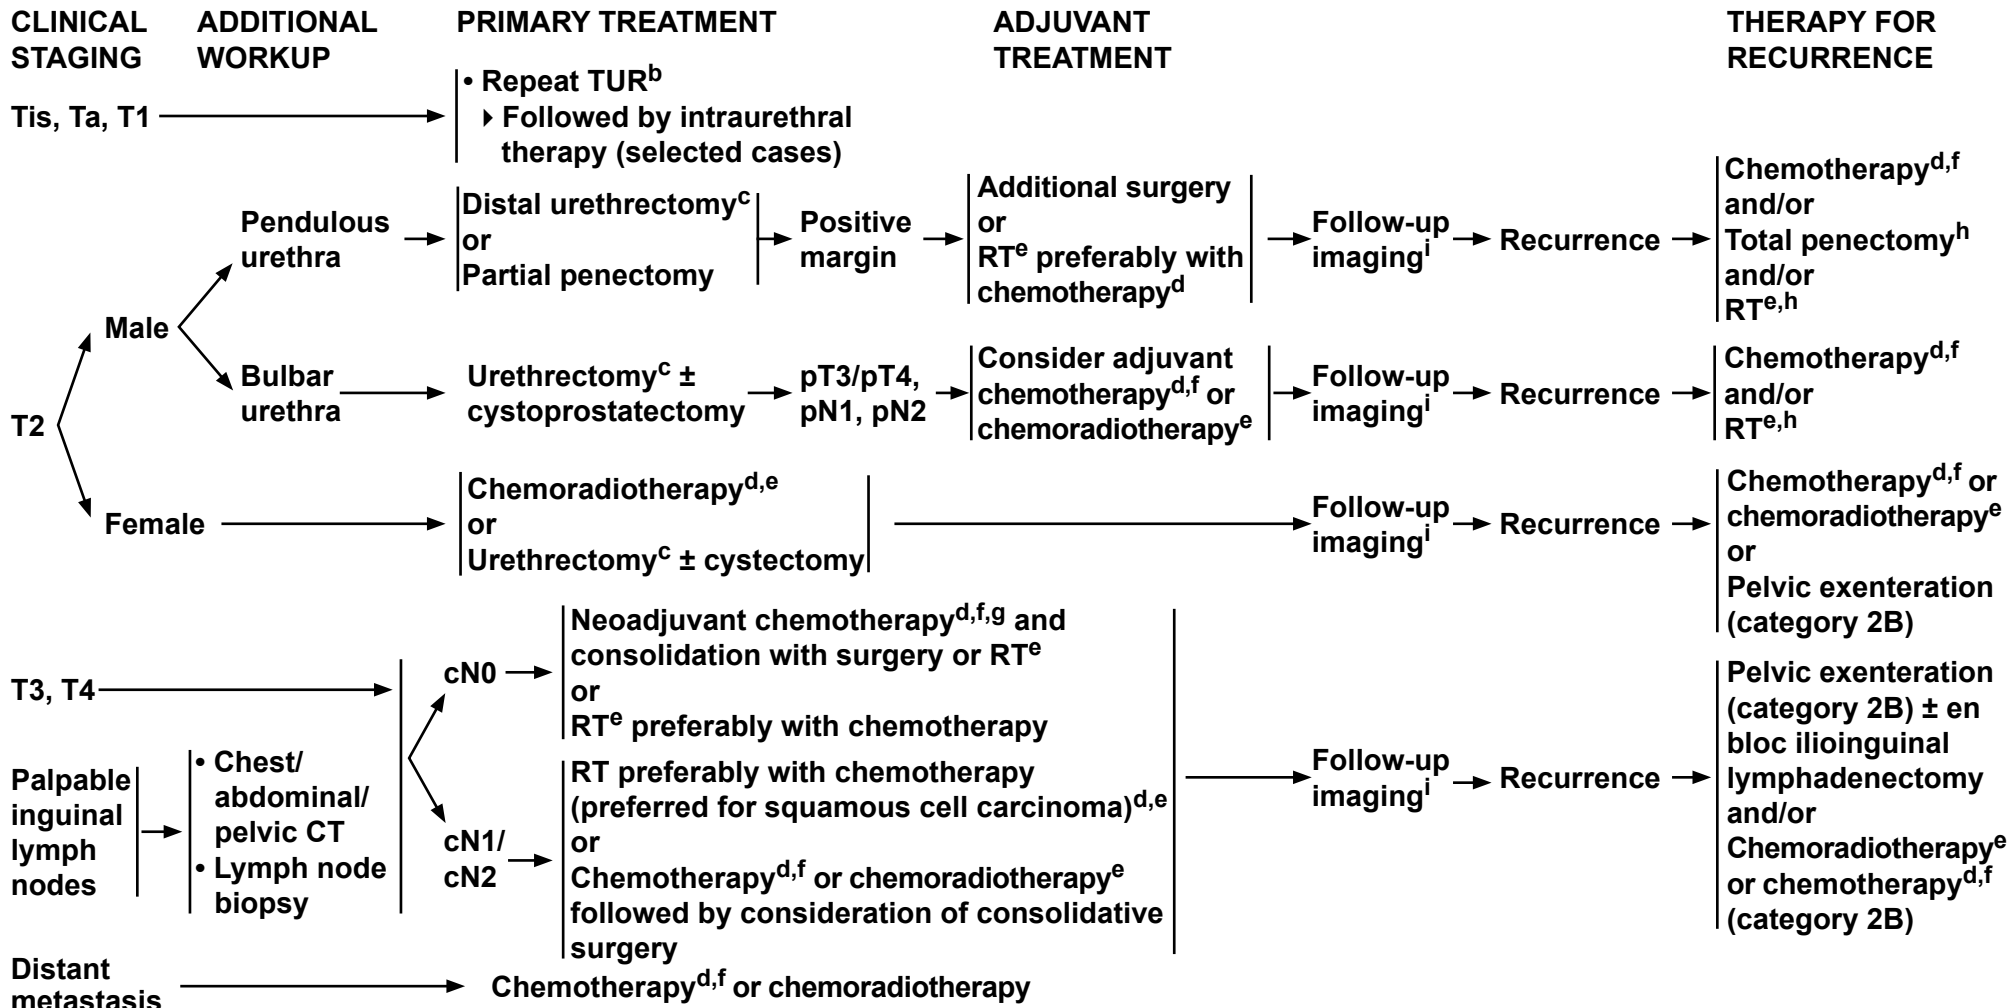 CLINICAL STAGING
ADDITIONAL WORKUP
PRIMARY TREATMENT
ADJUVANT TREATMENT
THERAPY FOR RECURRENCE
Tis, Ta, T1
• Repeat TURb
Followed by intraurethral
therapy (selected cases)
T2
Male
Pendulous
urethra
Distal urethrectomyc
or
Partial penectomy
Positive
margin
Additional surgery
or
RTe preferably with
chemotherapyd
Follow-up
imagingi
Recurrence
Chemotherapyd,f
and/or
Total penectomyh
and/or
RTe,h
Bulbar
urethra
Urethrectomyc ±
cystoprostatectomy
pT3/pT4,
pN1, pN2
Consider adjuvant
chemotherapyd,f or
chemoradiotherapye
Follow-up
imagingi
Recurrence
Chemotherapyd,f
and/or
RTe,h
Female
Chemoradiotherapyd,e
or
Urethrectomyc ± cystectomy
Follow-up
imagingi
Recurrence
Chemotherapyd,f or
chemoradiotherapye
or
Pelvic exenteration
(category 2B)
T3, T4
Palpable
inguinal
lymph
nodes
• Chest/
abdominal/
pelvic CT
• Lymph node
biopsy
cN0
Neoadjuvant chemotherapyd,f,g and
consolidation with surgery or RTe
or
RTe preferably with chemotherapy
cN1/
cN2
RT preferably with chemotherapy
(preferred for squamous cell carcinoma)d,e
or
Chemotherapyd,f or chemoradiotherapye
followed by consideration of consolidative
surgery
Follow-up
imagingi
Recurrence
Pelvic exenteration
(category 2B) ± en
bloc ilioinguinal
lymphadenectomy
and/or
Chemoradiotherapye
or chemotherapyd,f
(category 2B)
Distant
metastasis
Chemotherapyd,f or chemoradiotherapy